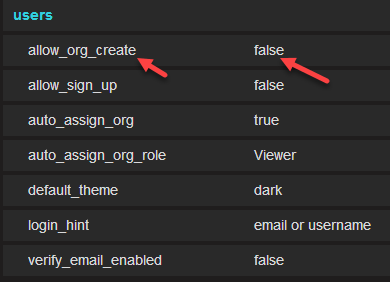 users
allow_org_create false
allow_sign_up false
auto_assign_org true
auto_assign_org_role Viewer
default_theme dark
login_hint email or username
verify_email_enabled false